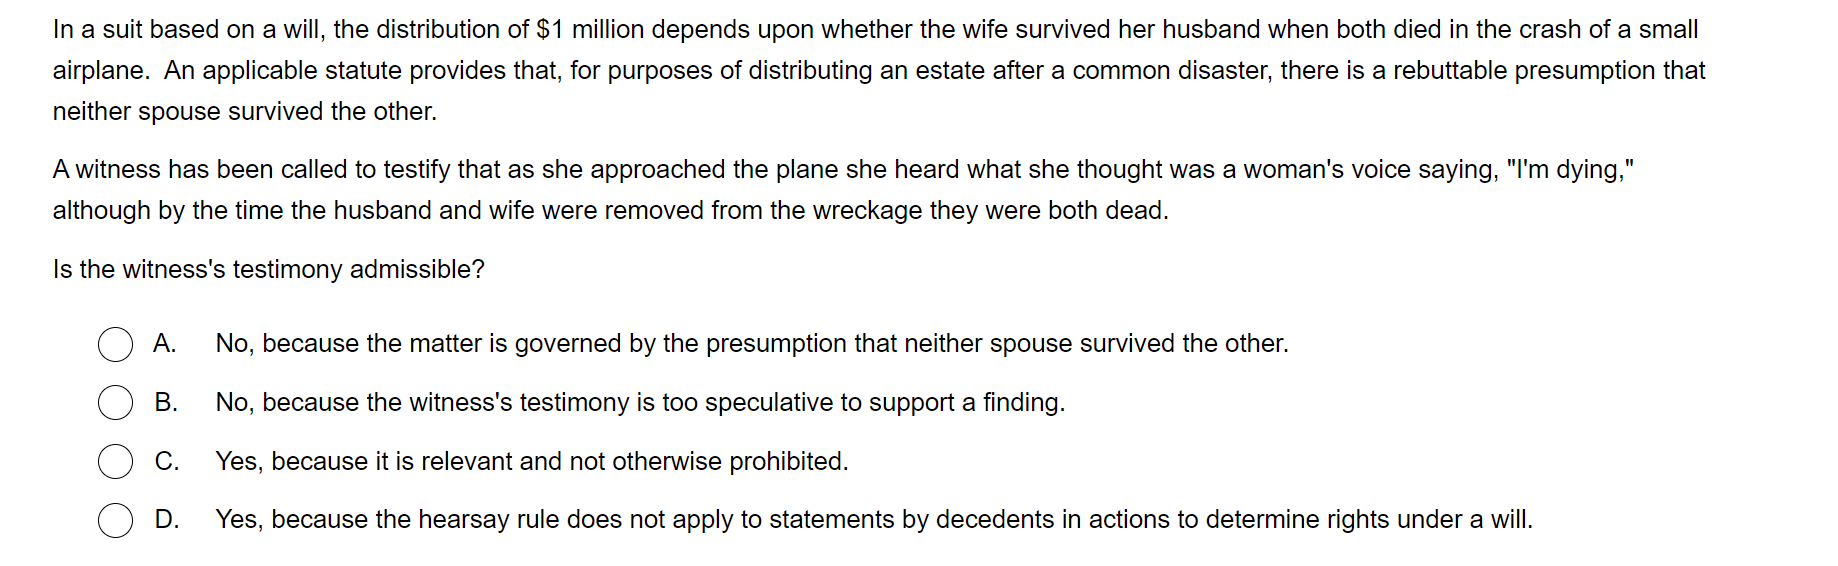 In a suit based on a will, the distribution of $1 million depends upon whether the wife survived her husband when both died in the crash of a small
airplane.  An applicable statute provides that, for purposes of distributing an estate after a common disaster, there is a rebuttable presumption that
neither spouse survived the other.
A witness has been called to testify that as she approached the plane she heard what she thought was a woman's voice saying, "I'm dying,"
although by the time the husband and wife were removed from the wreckage they were both dead.
Is the witness's testimony admissible?
A. No, because the matter is governed by the presumption that neither spouse survived the other.
B. No, because the witness's testimony is too speculative to support a finding.
C. Yes, because it is relevant and not otherwise prohibited.
D. Yes, because the hearsay rule does not apply to statements by decedents in actions to determine rights under a will.